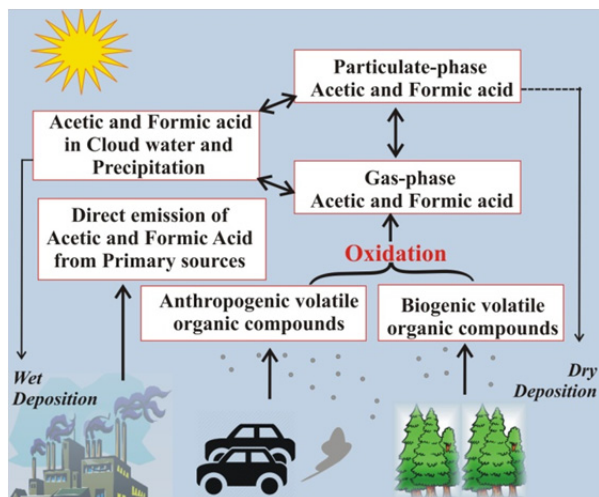 Particulate-phase
Acetic and Formic acid
Acetic and Formic acid
in Cloud water and
Precipitation
Gas-phase
Acetic and Formic acid
Direct emission of
Acetic and Formic Acid
from Primary sources
Oxidation
Anthropogenic volatile
organic compounds
Biogenic volatile
organic compounds
Wet
Deposition
Dry
Deposition